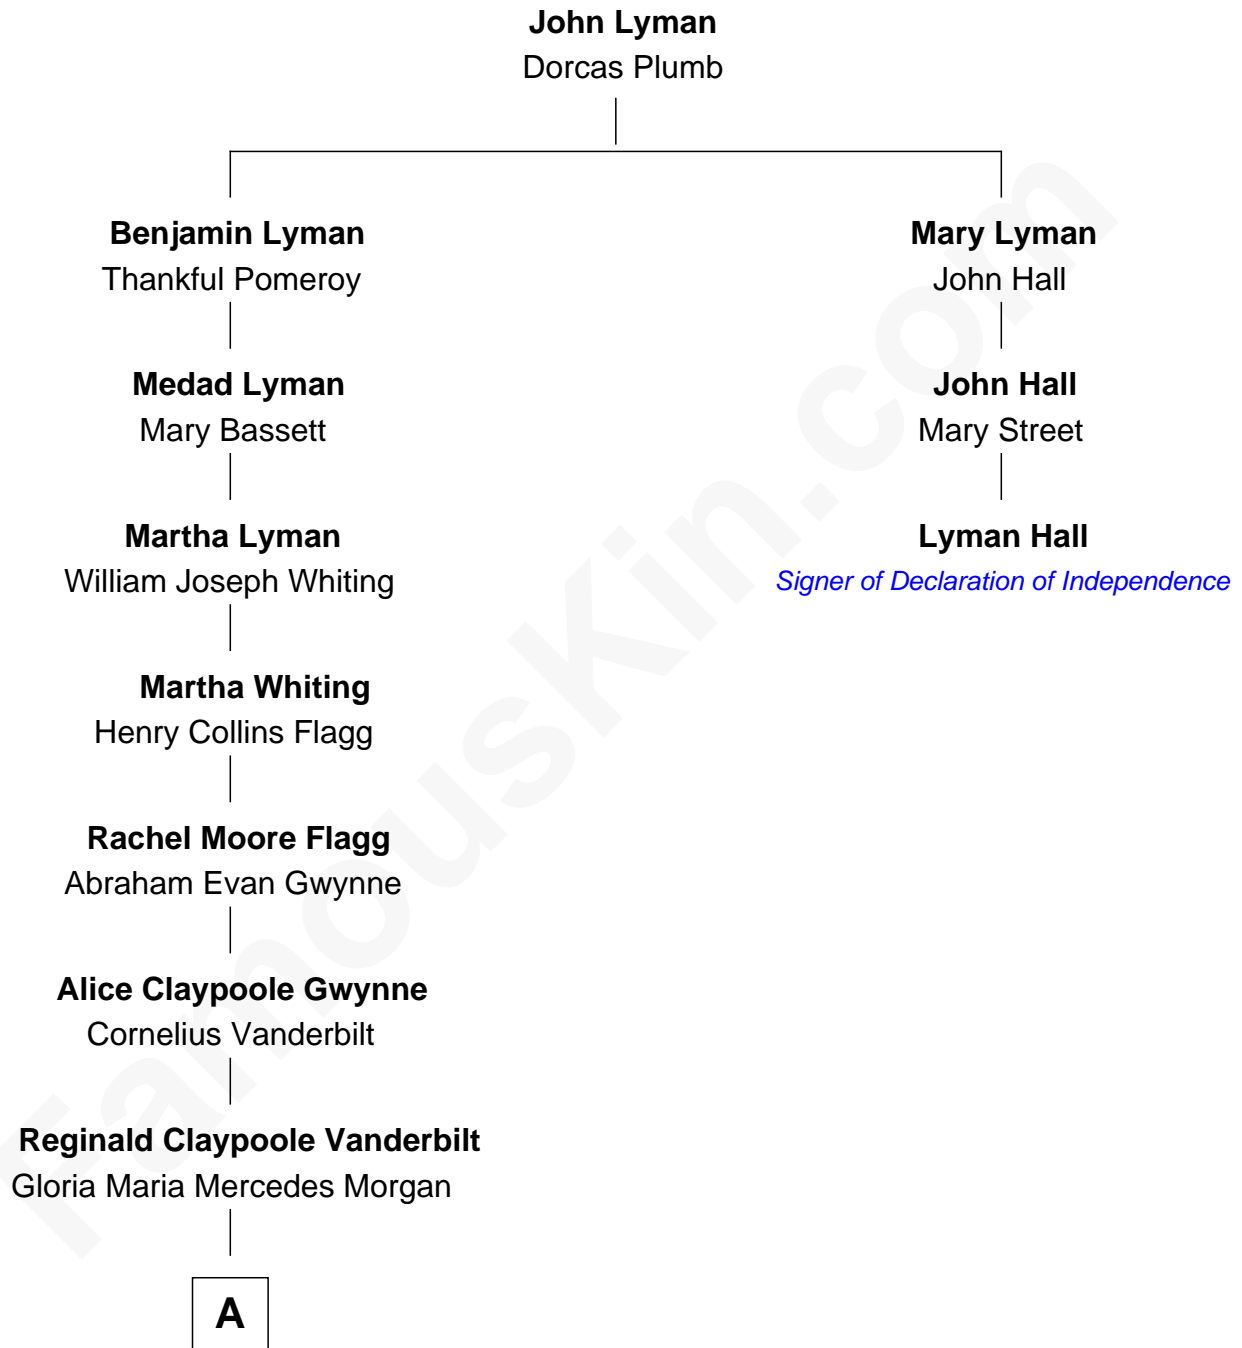 John Lyman
Dorcas Plumb
Benjamin Lyman
Thankful Pomeroy
Mary Lyman
John Hall
Medad Lyman
Mary Bassett
John Hall
Mary Street
Martha Lyman
William Joseph Whiting
Lyman Hall
Signer of Declaration of Independence
Martha Whiting
Henry Collins Flagg
Rachel Moore Flagg
Abraham Evan Gwynne
Alice Claypoole Gwynne
Cornelius Vanderbilt
Reginald Claypoole Vanderbilt
Gloria Maria Mercedes Morgan
A
FamousKin.com